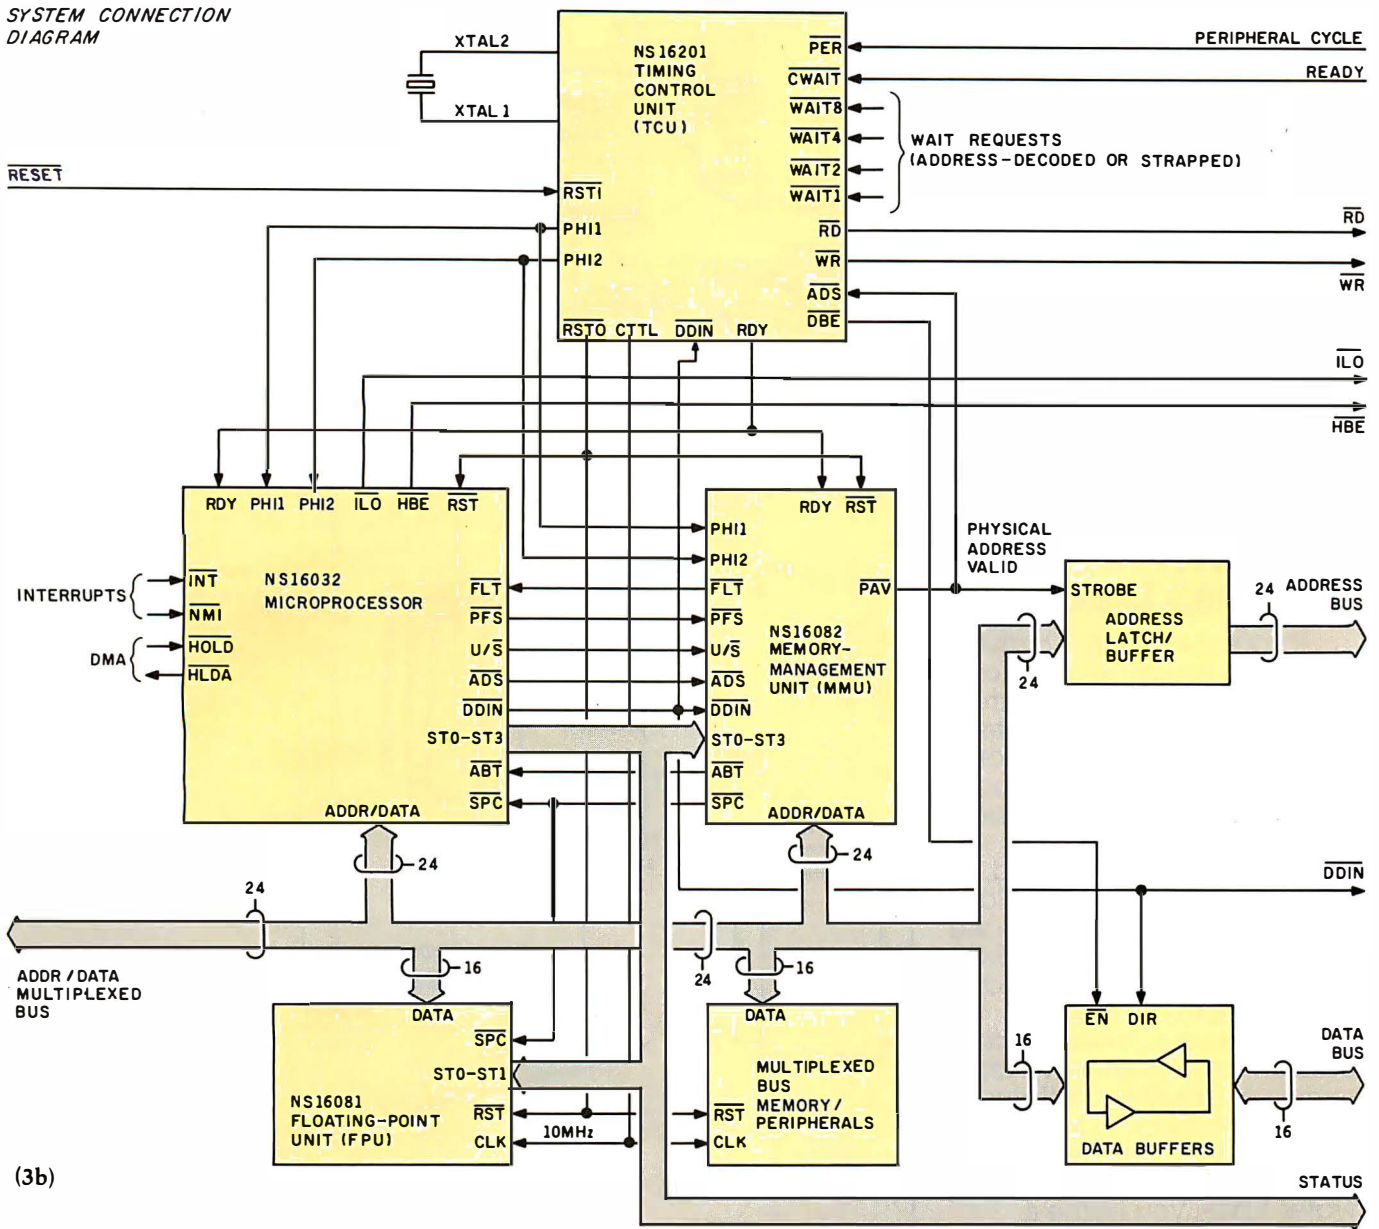 SYSTEM CONNECTION
DIAGRAM
XTAL2
XTAL1
NS16201
TIMING
CONTROL
UNIT
(TCU)
PER
CWAIT
WAIT8
WAIT4
WAIT2
WAIT1
RD
WR
ADS
DBE
RSTI
PHI1
PHI2
RSTO CTTL DDIN RDY
PERIPHERAL CYCLE
READY
WAIT REQUESTS
(ADDRESS-DECODED OR STRAPPED)
RESET
RD
WR
ILO
HBE
RDY PHI1 PHI2 ILO HBE RST
INTERRUPTS
DMA
INT
NMI
HOLD
HLDA
NS16032
MICROPROCESSOR
FLT
PFS
U/S
ADS
DDIN
ST0-ST3
ABT
SPC
ADDR/DATA
RDY RST
PHI1
PHI2
FLT
PFS
U/S
ADS
DDIN
ST0-ST3
ABT
SPC
PAV
NS16082
MEMORY-
MANAGEMENT
UNIT (MMU)
ADDR/DATA
PHYSICAL
ADDRESS
VALID
STROBE
ADDRESS
LATCH/
BUFFER
24
24
ADDRESS
BUS
24
24
DDIN
24
24
ADDR/DATA
MULTIPLEXED
BUS
16
16
DATA
SPC
ST0-ST1
RST
CLK
NS16081
FLOATING-POINT
UNIT (FPU)
10MHz
DATA
MULTIPLEXED
BUS
MEMORY/
PERIPHERALS
RST
CLK
EN DIR
DATA BUFFERS
16
16
DATA
BUS
STATUS
(3b)